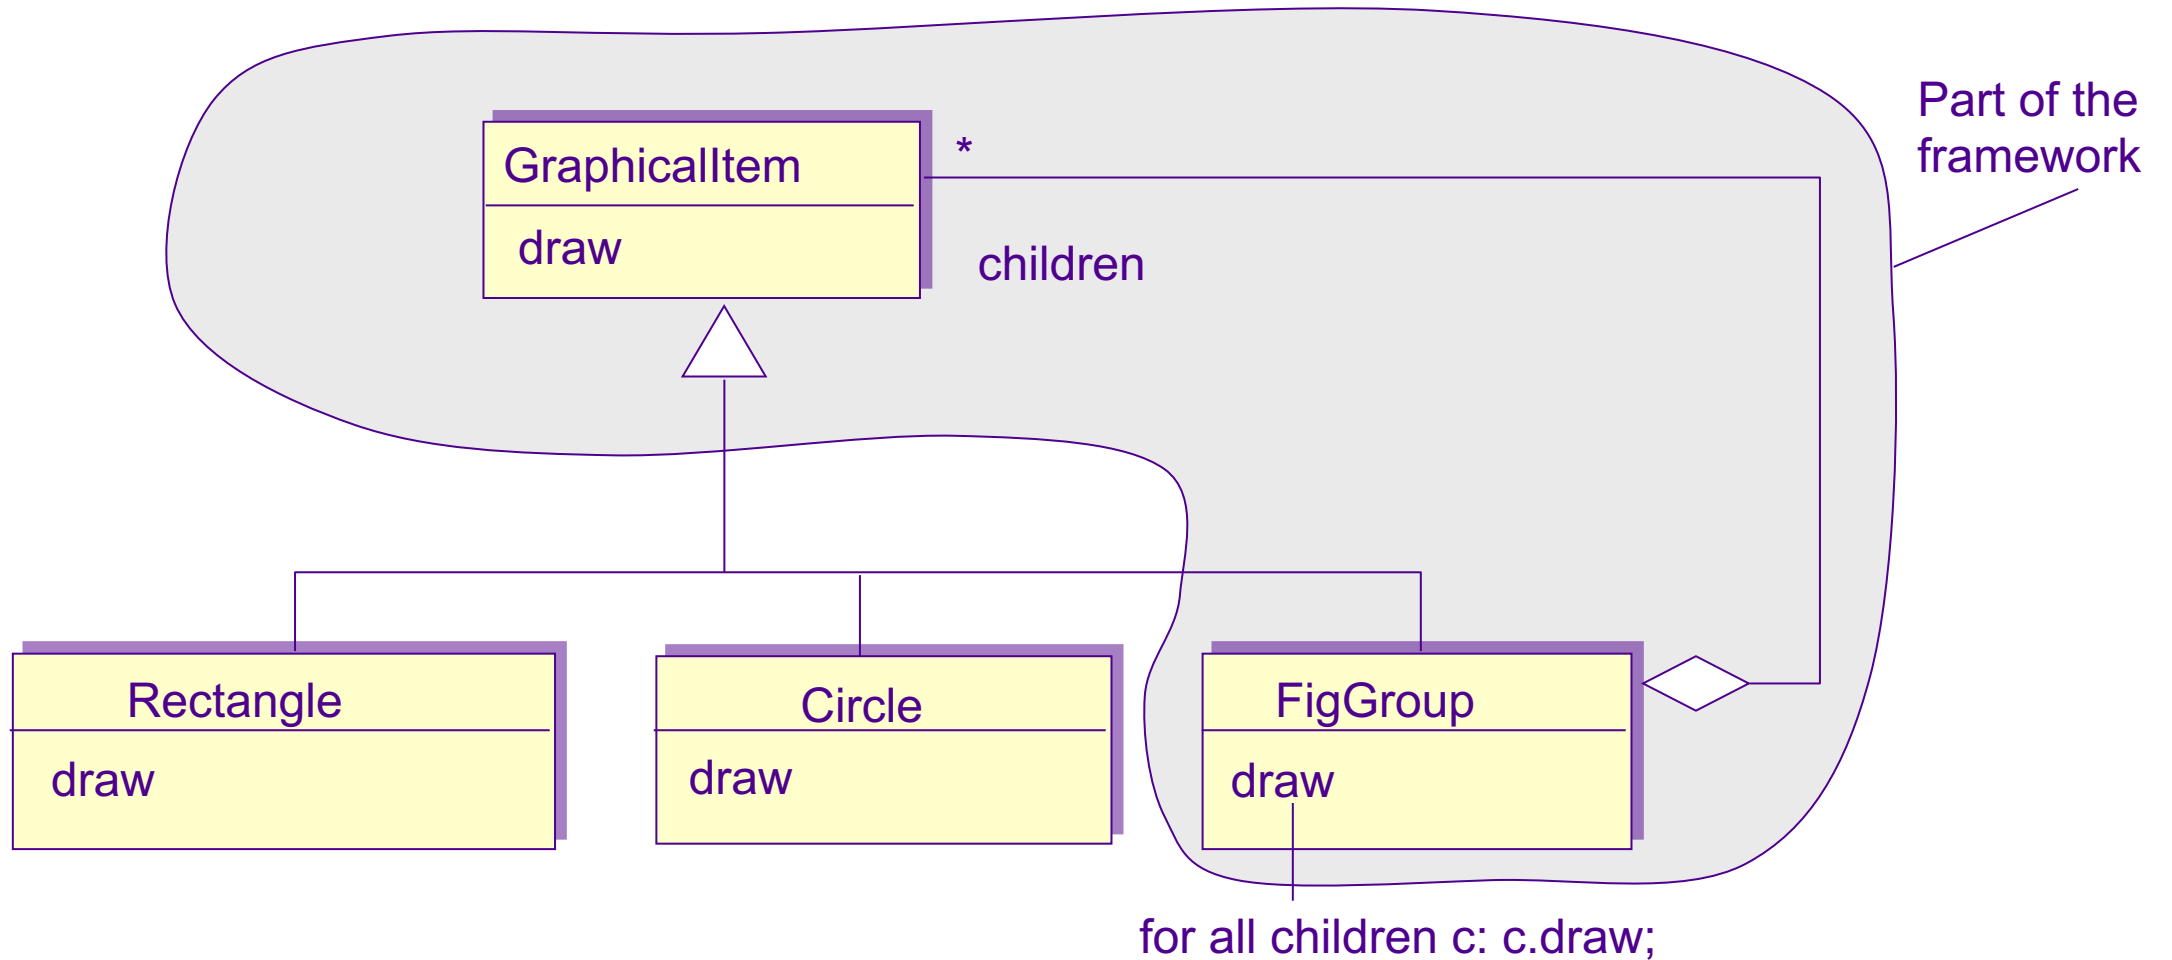 Part of the
framework
GraphicalItem
*
draw
children
Rectangle
draw
Circle
draw
FigGroup
draw
for all children c: c.draw;